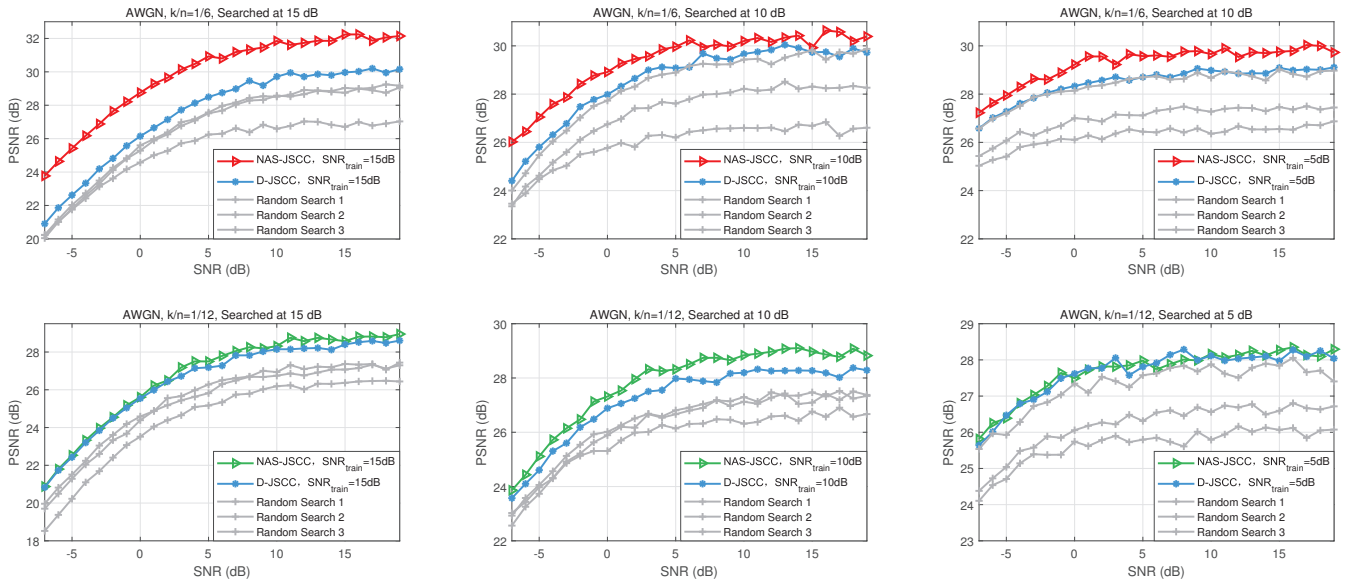 AWGN, k/n=1/6, Searched at 15 dB
32
30
28
26
24
22
20
PSNR (dB)
-5
0
5
10
15
SNR (dB)
NAS-JSCC, SNRtrain=15dB
D-JSCC, SNRtrain=15dB
Random Search 1
Random Search 2
Random Search 3
AWGN, k/n=1/6, Searched at 10 dB
30
28
26
24
22
PSNR (dB)
-5
0
5
10
15
SNR (dB)
NAS-JSCC, SNRtrain=10dB
D-JSCC, SNRtrain=10dB
Random Search 1
Random Search 2
Random Search 3
AWGN, k/n=1/6, Searched at 10 dB
30
28
26
24
22
PSNR (dB)
-5
0
5
10
15
SNR (dB)
NAS-JSCC, SNRtrain=5dB
D-JSCC, SNRtrain=5dB
Random Search 1
Random Search 2
Random Search 3
AWGN, k/n=1/12, Searched at 15 dB
28
26
24
22
20
18
PSNR (dB)
-5
0
5
10
15
SNR (dB)
NAS-JSCC, SNRtrain=15dB
D-JSCC, SNRtrain=15dB
Random Search 1
Random Search 2
Random Search 3
AWGN, k/n=1/12, Searched at 10 dB
30
28
26
24
22
PSNR (dB)
-5
0
5
10
15
SNR (dB)
NAS-JSCC, SNRtrain=10dB
D-JSCC, SNRtrain=10dB
Random Search 1
Random Search 2
Random Search 3
AWGN, k/n=1/12, Searched at 5 dB
29
28
27
26
25
24
23
PSNR (dB)
-5
0
5
10
15
SNR (dB)
NAS-JSCC, SNRtrain=5dB
D-JSCC, SNRtrain=5dB
Random Search 1
Random Search 2
Random Search 3